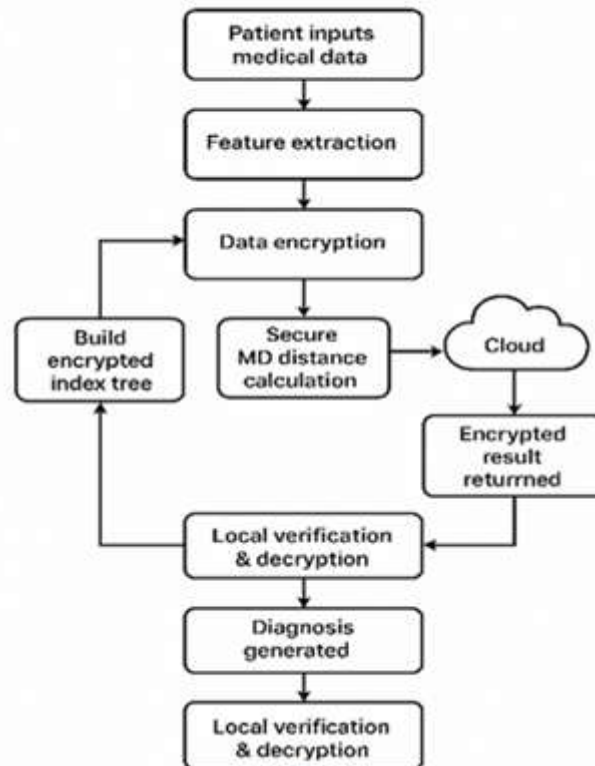 Patient inputs
medical data
Feature extraction
Data encryption
Build
encrypted
index tree
Secure
MD distance
calculation
Cloud
Encrypted
result
returrned
Local verification
& decryption
Diagnosis
generated
Local verification
& decryption